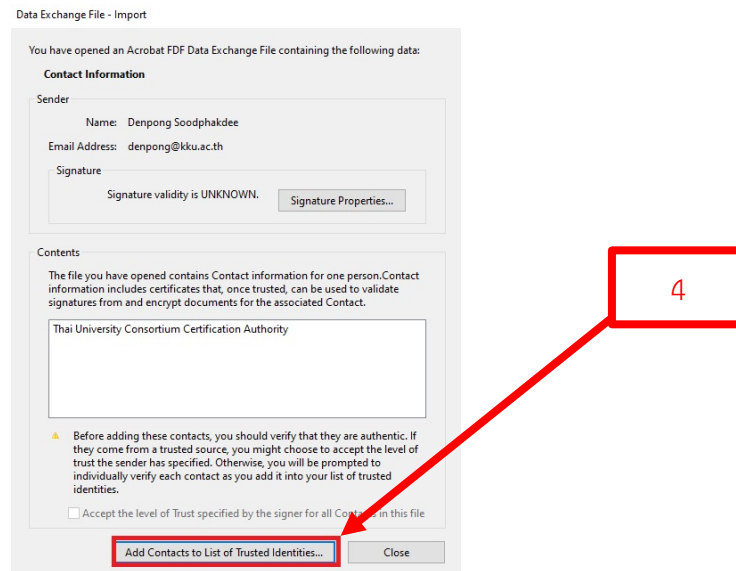 Data Exchange File - Import
You have opened an Acrobat FDF Data Exchange File containing the following data:
Contact Information
Sender
Name: Denpong Soodphakdee
Email Address: denpong@kku.ac.th
Signature
Signature validity is UNKNOWN.
Signature Properties...
Contents
The file you have opened contains Contact information for one person.Contact
information includes certificates that, once trusted, can be used to validate
signatures from and encrypt documents for the associated Contact.
Thai University Consortium Certification Authority
Before adding these contacts, you should verify that they are authentic. If
they come from a trusted source, you might choose to accept the level of
trust the sender has specified. Otherwise, you will be prompted to
individually verify each contact as you add it into your list of trusted
identities.
Accept the level of Trust specified by the signer for all Contacts in this file
Add Contacts to List of Trusted Identities...
Close
4